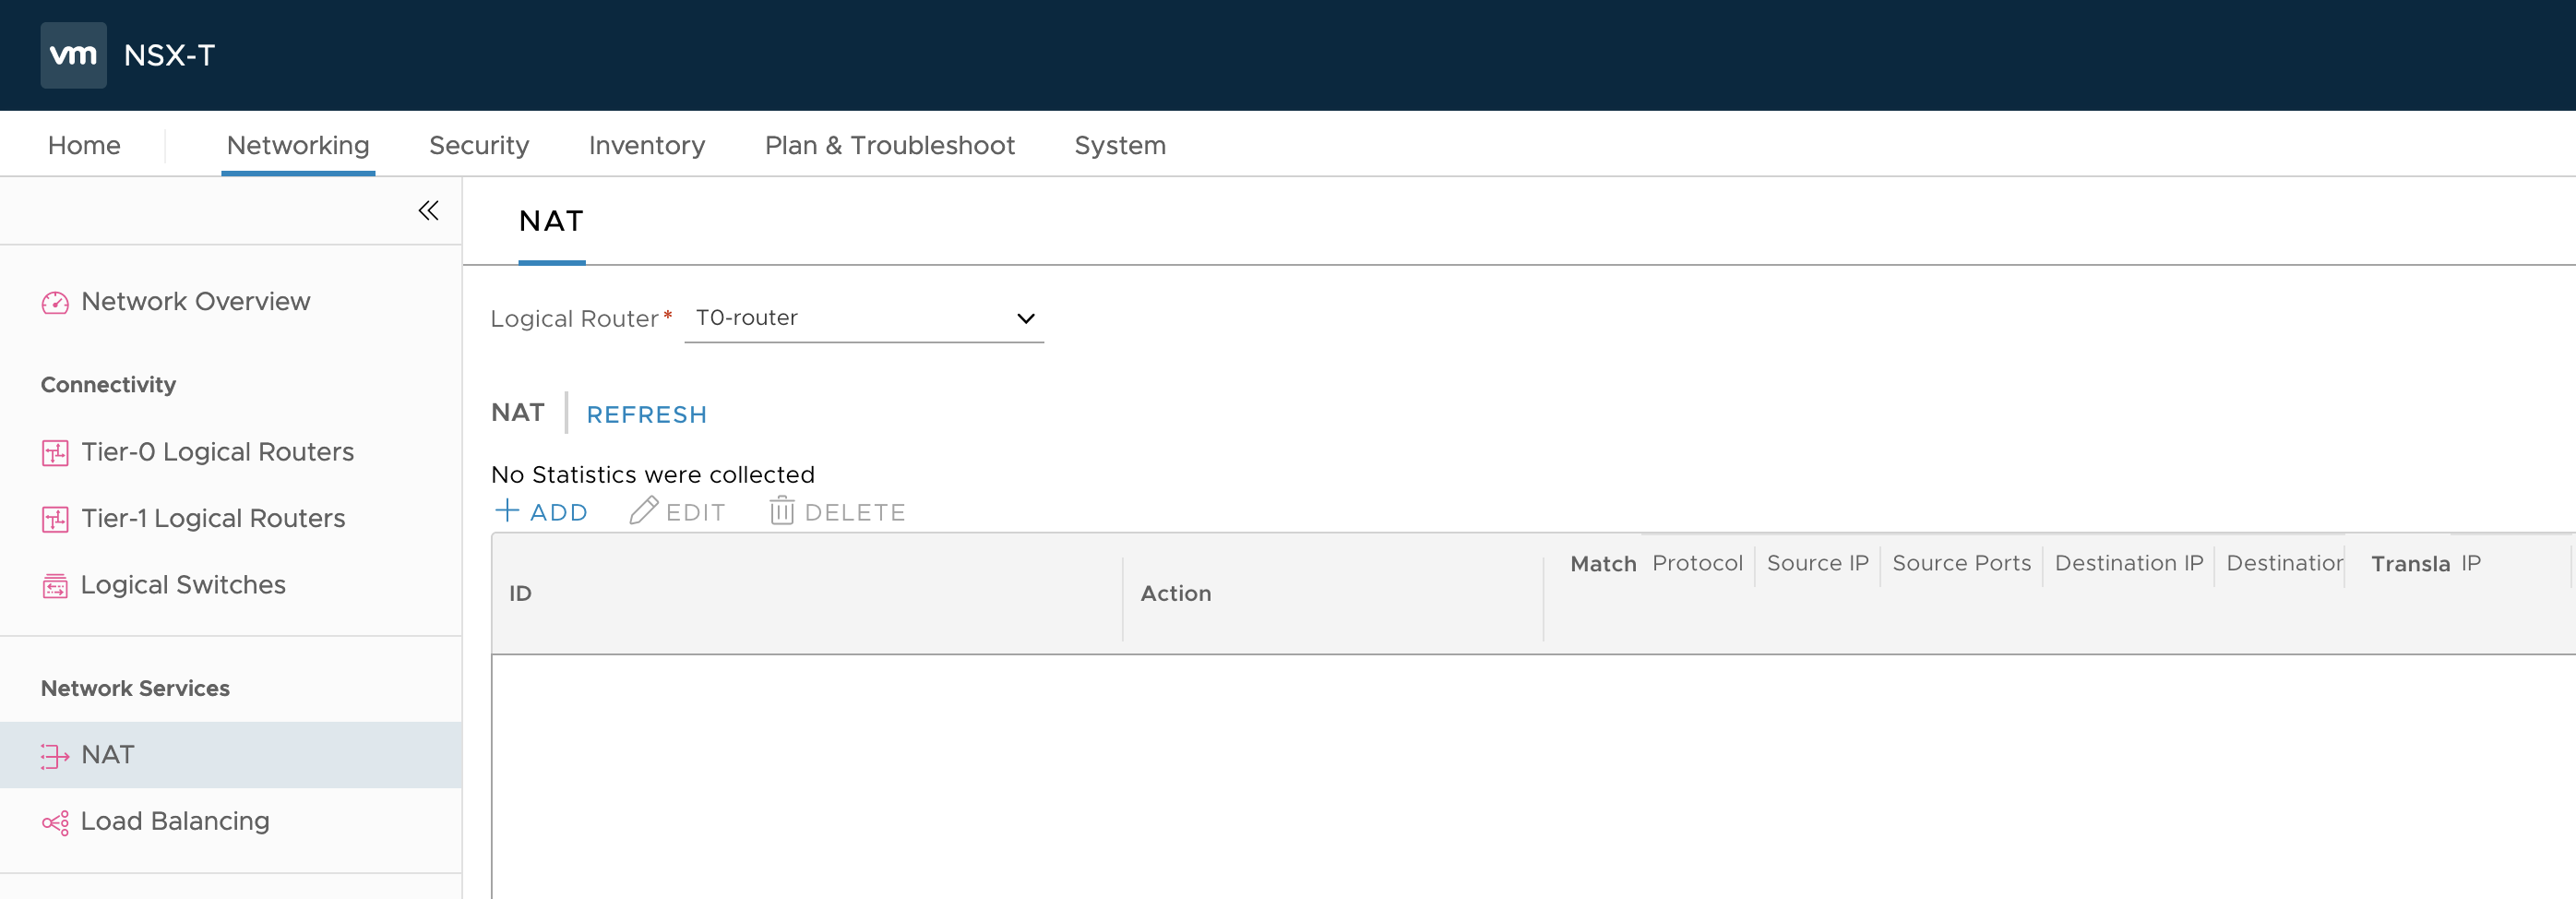 vm NSX-T
Home Networking Security Inventory Plan & Troubleshoot System
NAT
Logical Router* T0-router
NAT REFRESH
No Statistics were collected
ADD EDIT DELETE
ID Action Match Protocol Source IP Source Ports Destination IP Destination Transla IP
Network Overview
Connectivity
Tier-0 Logical Routers
Tier-1 Logical Routers
Logical Switches
Network Services
NAT
Load Balancing